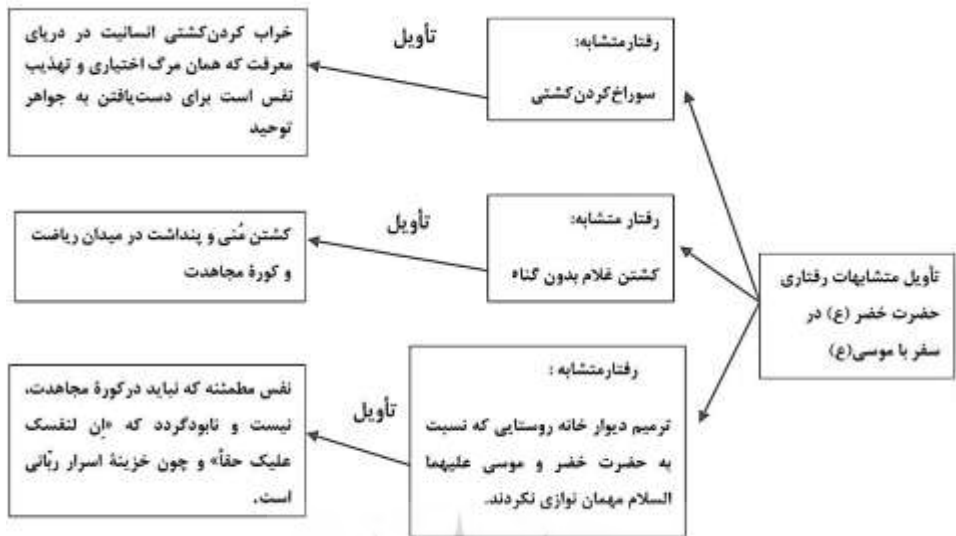 تأویل متشابهات رفتاری
حضرت خضر (ع) در
سفر با موسی(ع)
رفتارمتشابه:
سوراخ‌کردن‌کشتی
تأویل
خراب کردن‌کشتی انسانیت در دریای
معرفت که همان مرگ اختیاری و تهذیب
نفس است برای دست‌یافتن به جواهر
توحید
رفتار متشابه:
کشتن غلام بدون گناه
تأویل
کشتن مُنی و پنداشت در میدان ریاضت
و کورهٔ مجاهدت
رفتارمتشابه :
ترمیم دیوار خانه روستایی که نسبت
به حضرت خضر و موسی علیهما
السلام مهمان نوازی نکردند.
تأویل
نفس مطمئنه که نباید درکورهٔ مجاهدت،
نیست و نابودگردد که «اِن لنفسک
علیک حقاً» و چون خزینهٔ اسرار ربّانی
است.